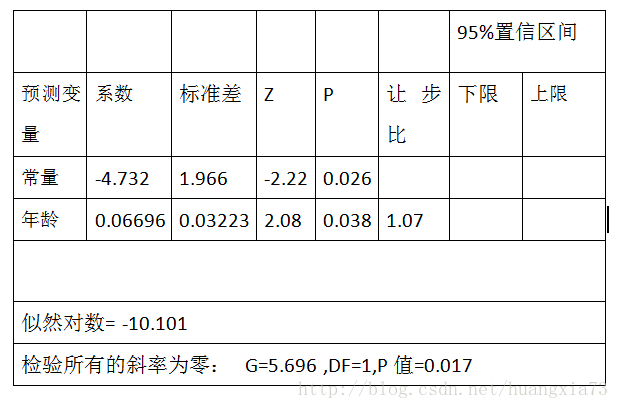 95%置信区间
预测变量 系数 标准差 Z P 让步比 下限 上限
常量 -4.732 1.966 -2.22 0.026
年龄 0.06696 0.03223 2.08 0.038 1.07
似然对数= -10.101
检验所有的斜率为零: G=5.696 ,DF=1,P 值=0.017
http://blog.csdn.net/huangxia73